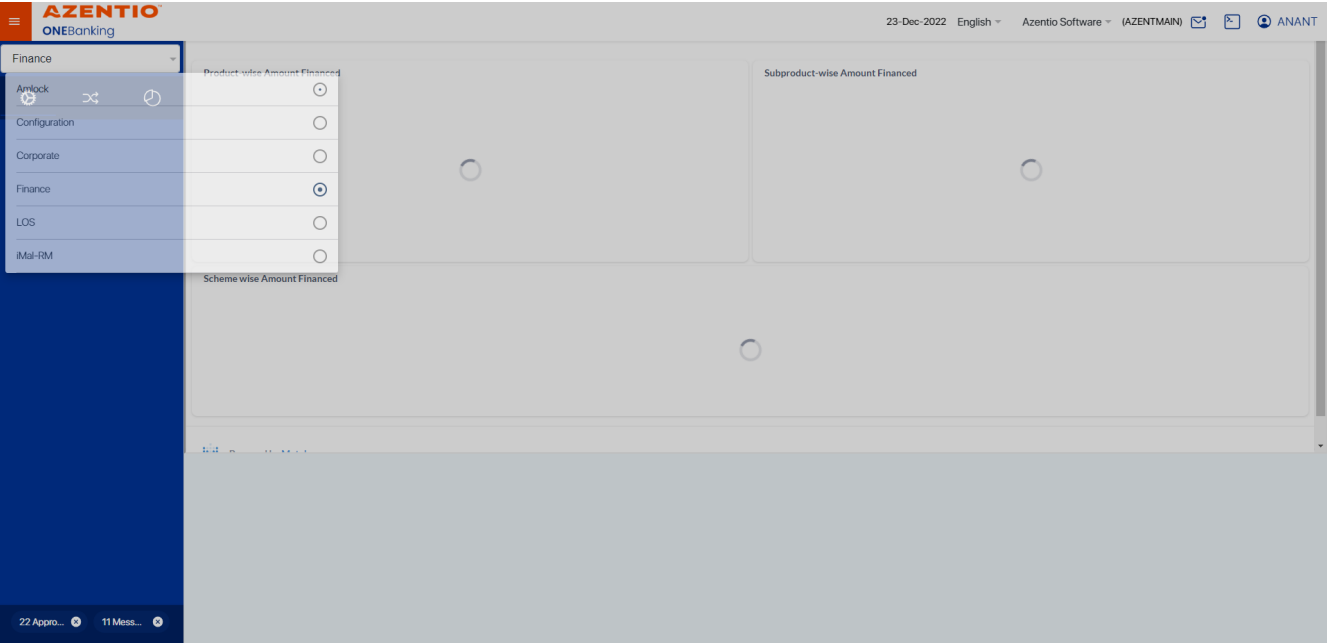 AZENTIO
ONEBanking
23-Dec-2022 English Azentio Software (AZENTMAIN) ANANT
Finance
Product-wise Amount Financed
Subproduct-wise Amount Financed
Amlock
Configuration
Corporate
Finance
LOS
iMal-RM
Scheme wise Amount Financed
22 Appro...
11 Mess...